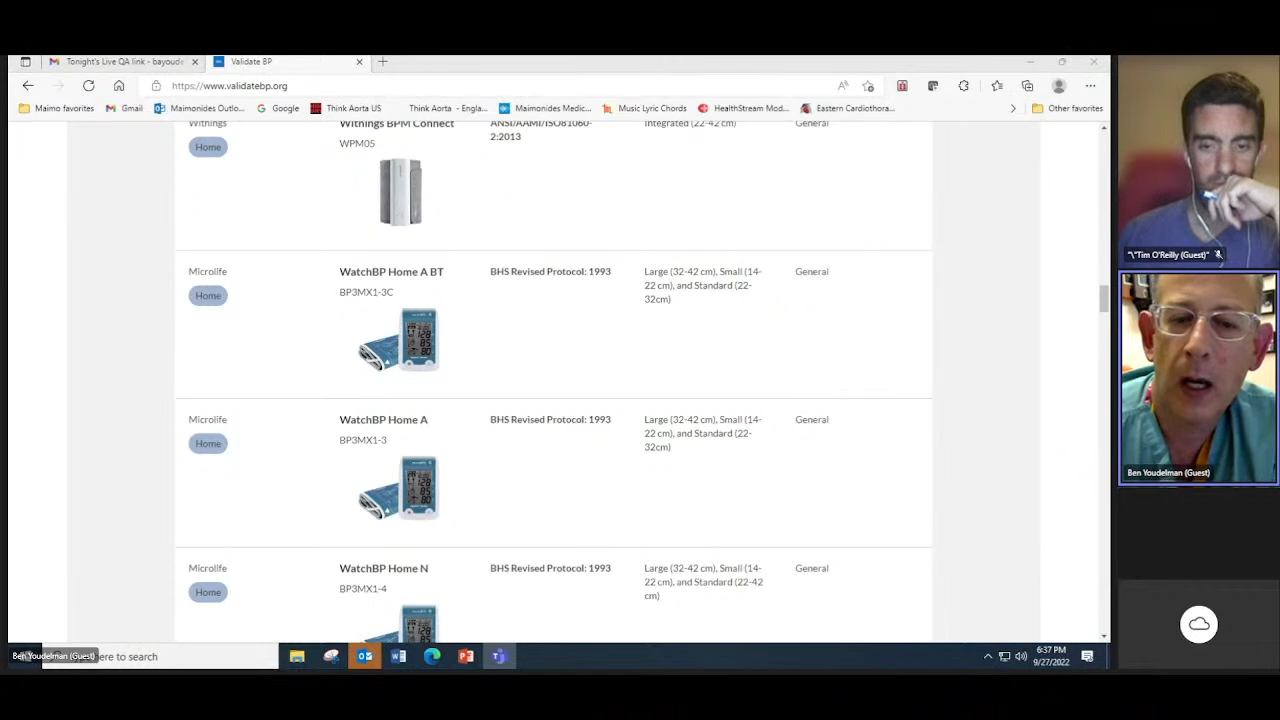 Tonight's Live QA link - bayoude
Validate BP
https://www.validatebp.org
Maimo favorites
Gmail
Maimonides Outlo...
Google
Think Aorta US
Think Aorta - Engla...
Maimonides Medic...
Music Lyric Chords
HealthStream Mod...
Eastern Cardiothora...
Other favorites
Withings
Withings BPM Connect
ANSI/AAMI/ISO81060-
2:2013
Integrated (22-42 cm)
General
Home
WPM05
Microlife
WatchBP Home A BT
BHS Revised Protocol: 1993
Large (32-42 cm), Small (14-
22 cm), and Standard (22-
32cm)
General
Home
BP3MX1-3C
Microlife
WatchBP Home A
BHS Revised Protocol: 1993
Large (32-42 cm), Small (14-
22 cm), and Standard (22-
32cm)
General
Home
BP3MX1-3
Microlife
WatchBP Home N
BHS Revised Protocol: 1993
Large (32-42 cm), Small (14-
22 cm), and Standard (22-42
cm)
General
Home
BP3MX1-4
"\"Tim O'Reilly (Guest)"
Ben Youdelman (Guest)
Ben Youdelman (Guest)
here to search
6:37 PM
9/27/2022